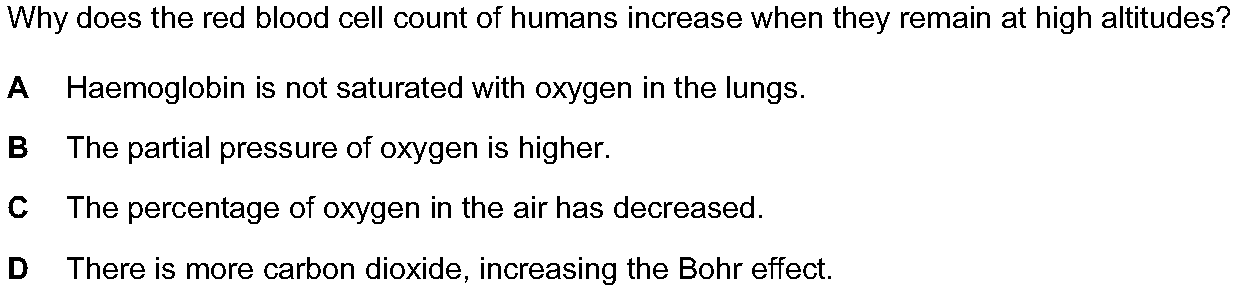 Why does the red blood cell count of humans increase when they remain at high altitudes?
A Haemoglobin is not saturated with oxygen in the lungs.
B The partial pressure of oxygen is higher.
C The percentage of oxygen in the air has decreased.
D There is more carbon dioxide, increasing the Bohr effect.